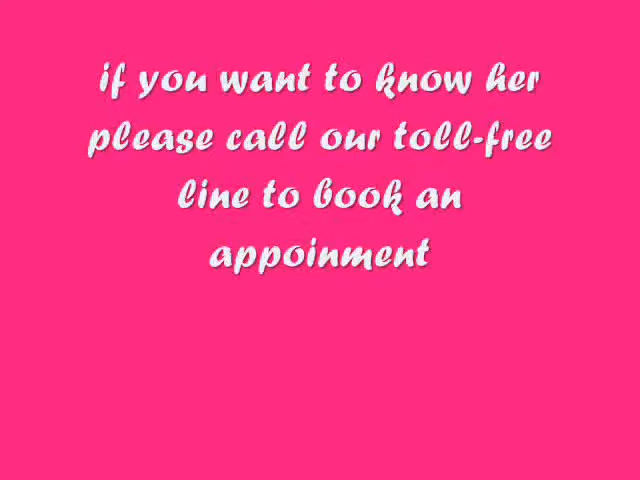 if you want to know her
please call our toll-free
line to book an
appoinment